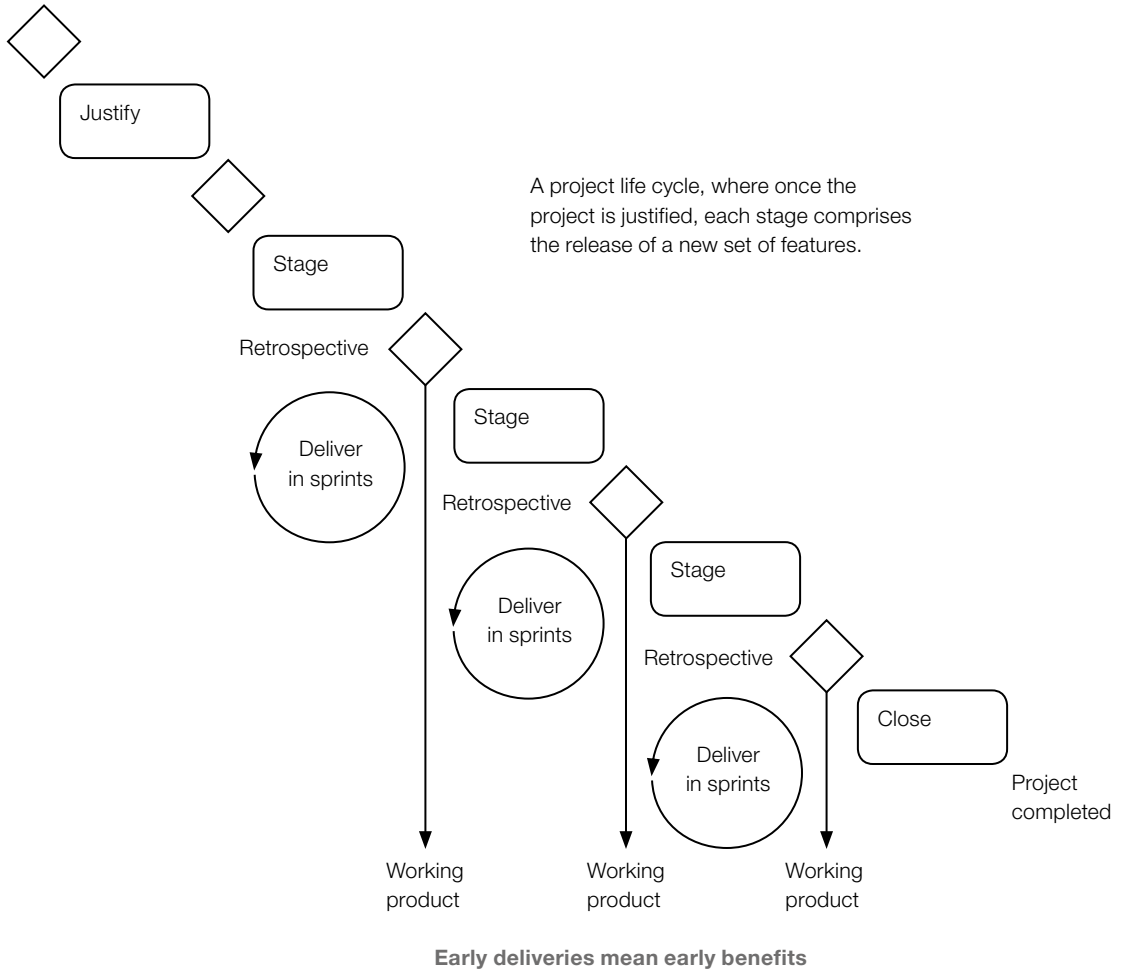 Justify
A project life cycle, where once the
project is justified, each stage comprises
the release of a new set of features.
Stage
Retrospective
Stage
Deliver
in sprints
Retrospective
Stage
Deliver
in sprints
Retrospective
Close
Deliver
in sprints
Project
completed
Working
product
Working
product
Working
product
Early deliveries mean early benefits